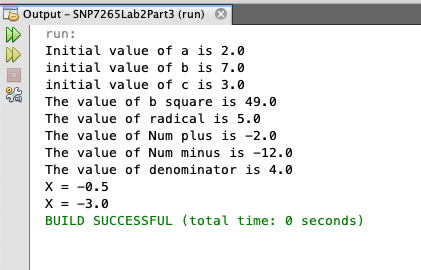 Output – SNP7265Lab2Part3 (run)
run:
Initial value of a is 2.0
initial value of b is 7.0
initial value of c is 3.0
The value of b square is 49.0
The value of radical is 5.0
The value of Num plus is –2.0
The value of Num minus is –12.0
The value of denominator is 4.0
X = –0.5
X = –3.0
BUILD SUCCESSFUL (total time: 0 seconds)